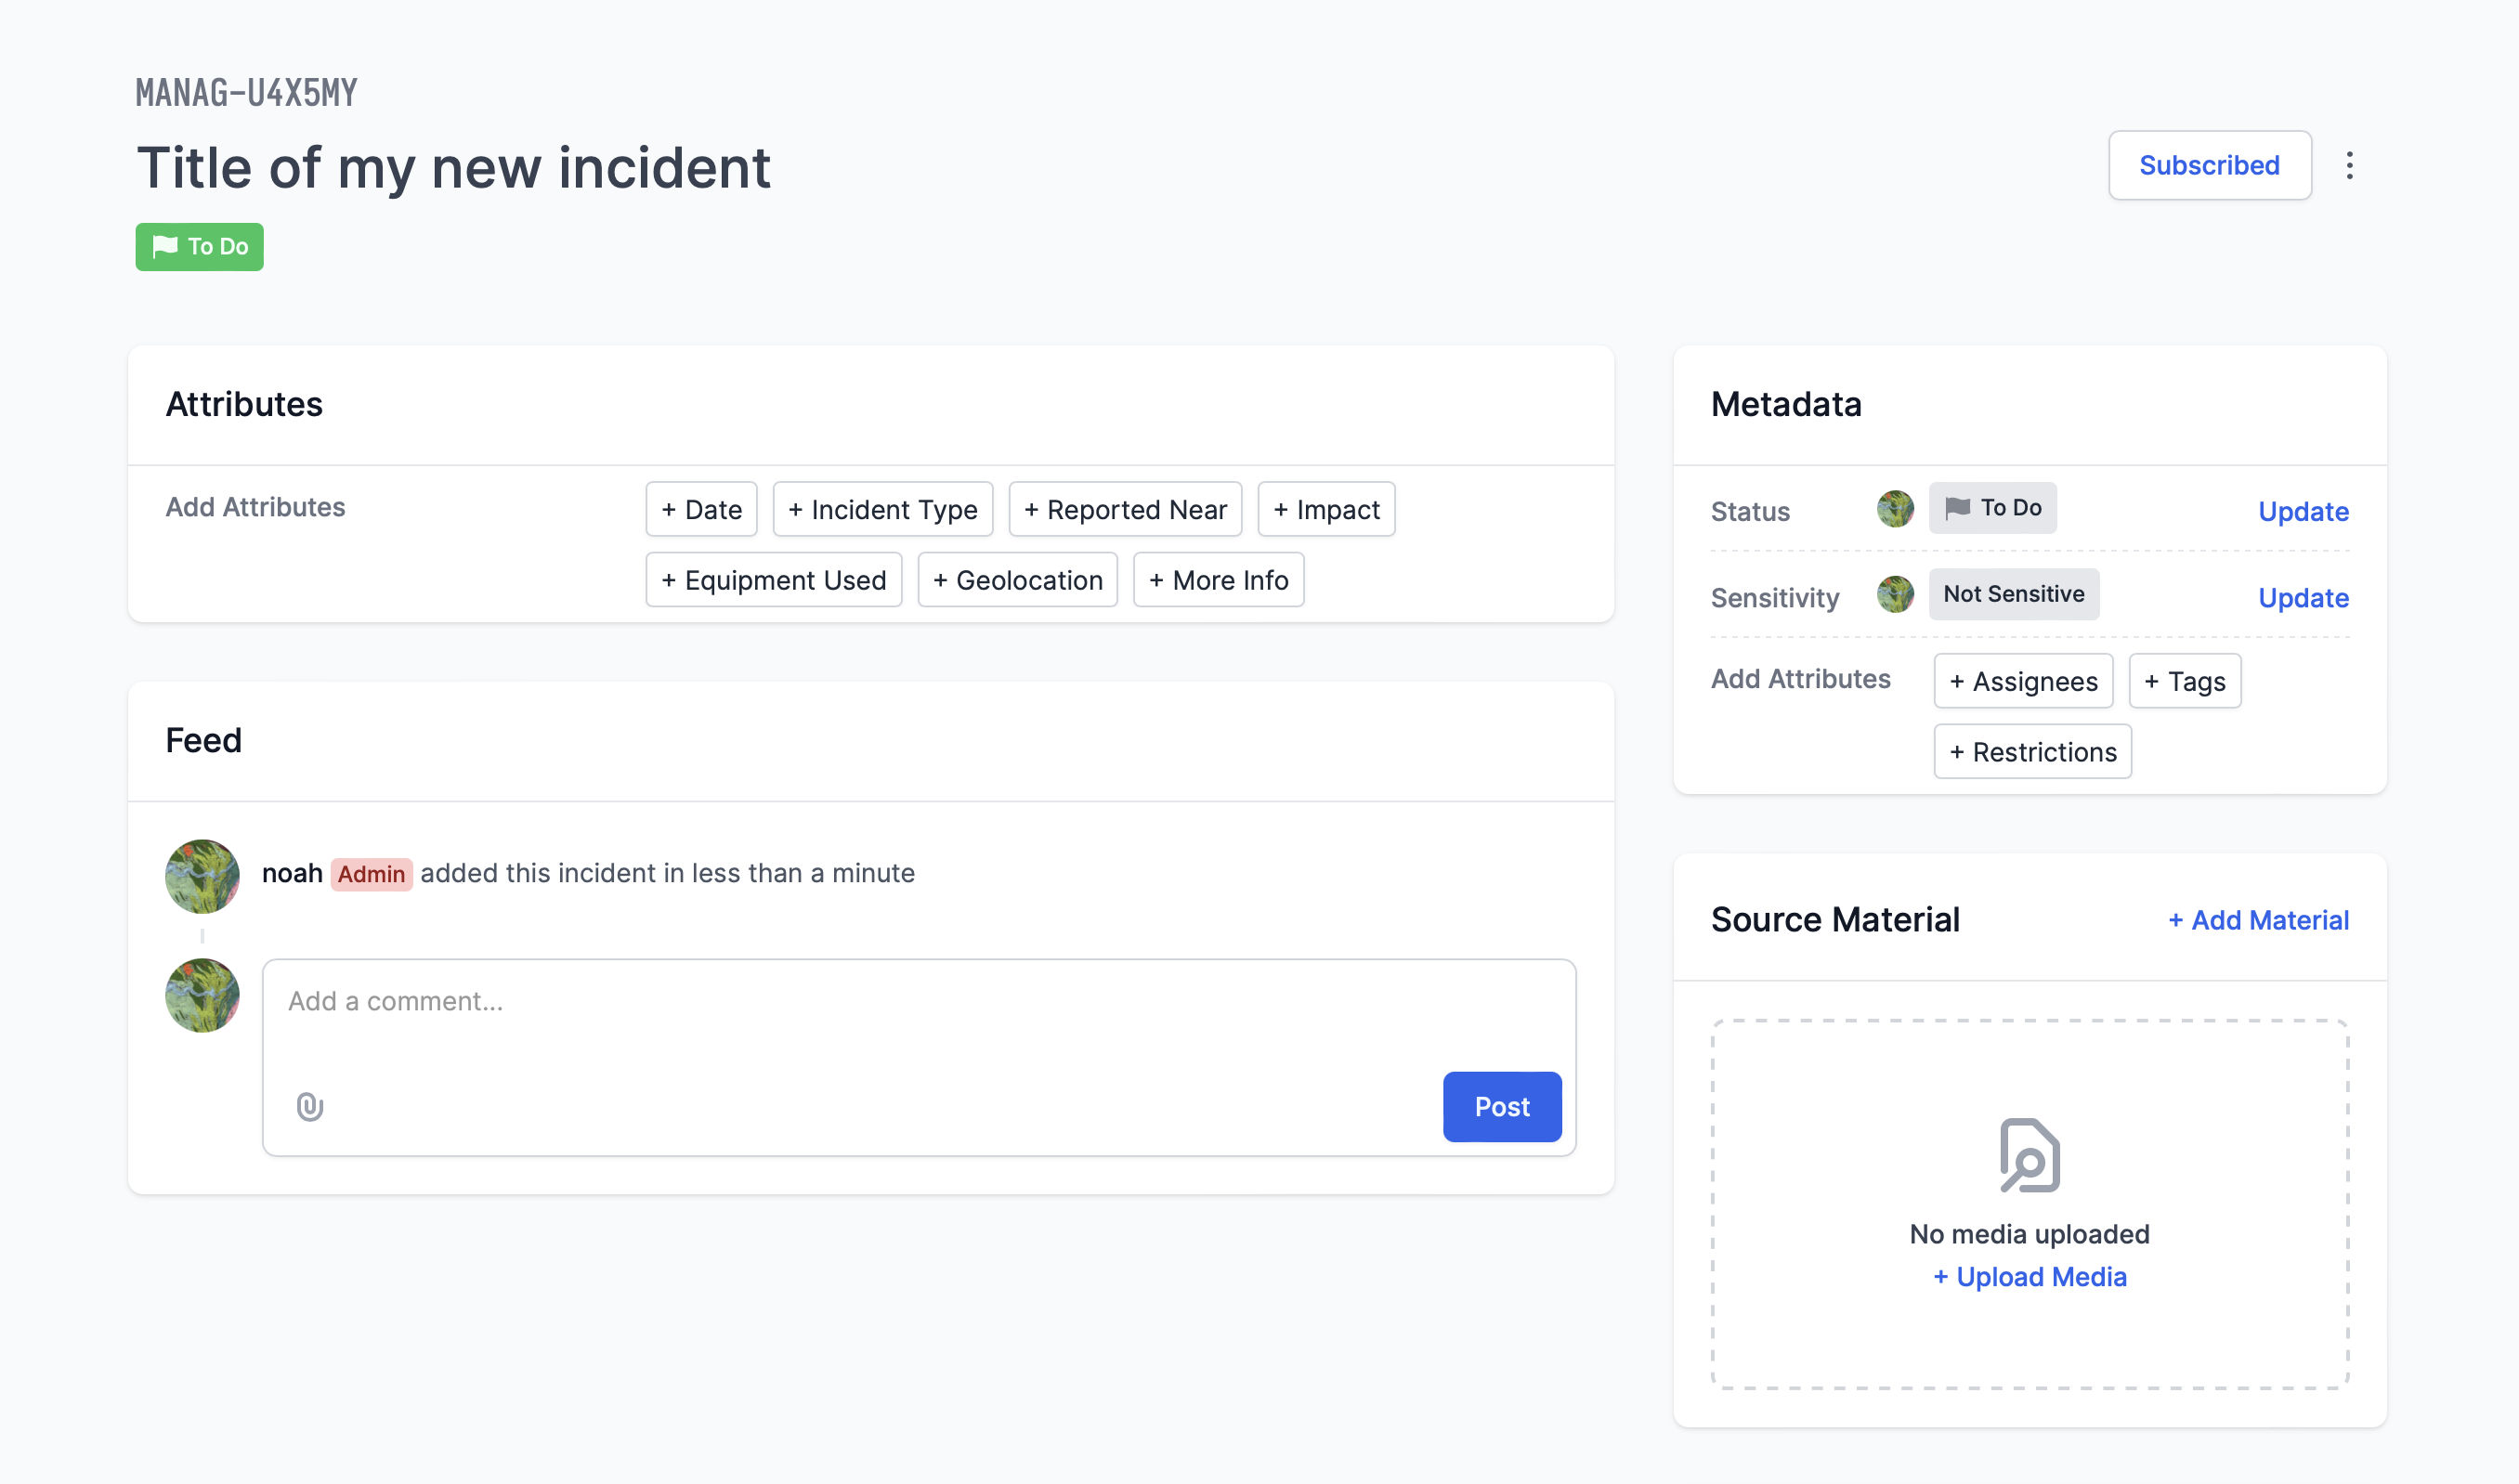 MANAG-U4X5MY
Title of my new incident
Subscribed
To Do
Attributes
Add Attributes
+ Date + Incident Type + Reported Near + Impact
+ Equipment Used + Geolocation + More Info
Feed
noah Admin added this incident in less than a minute
Add a comment...
Post
Metadata
Status To Do Update
Sensitivity Not Sensitive Update
Add Attributes + Assignees + Tags
+ Restrictions
Source Material + Add Material
No media uploaded
+ Upload Media